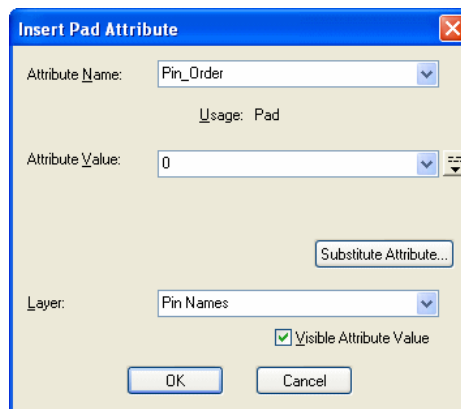 Insert Pad Attribute
Attribute Name: Pin_Order
Usage: Pad
Attribute Value: 0
Substitute Attribute...
Layer: Pin Names
Visible Attribute Value
OK Cancel